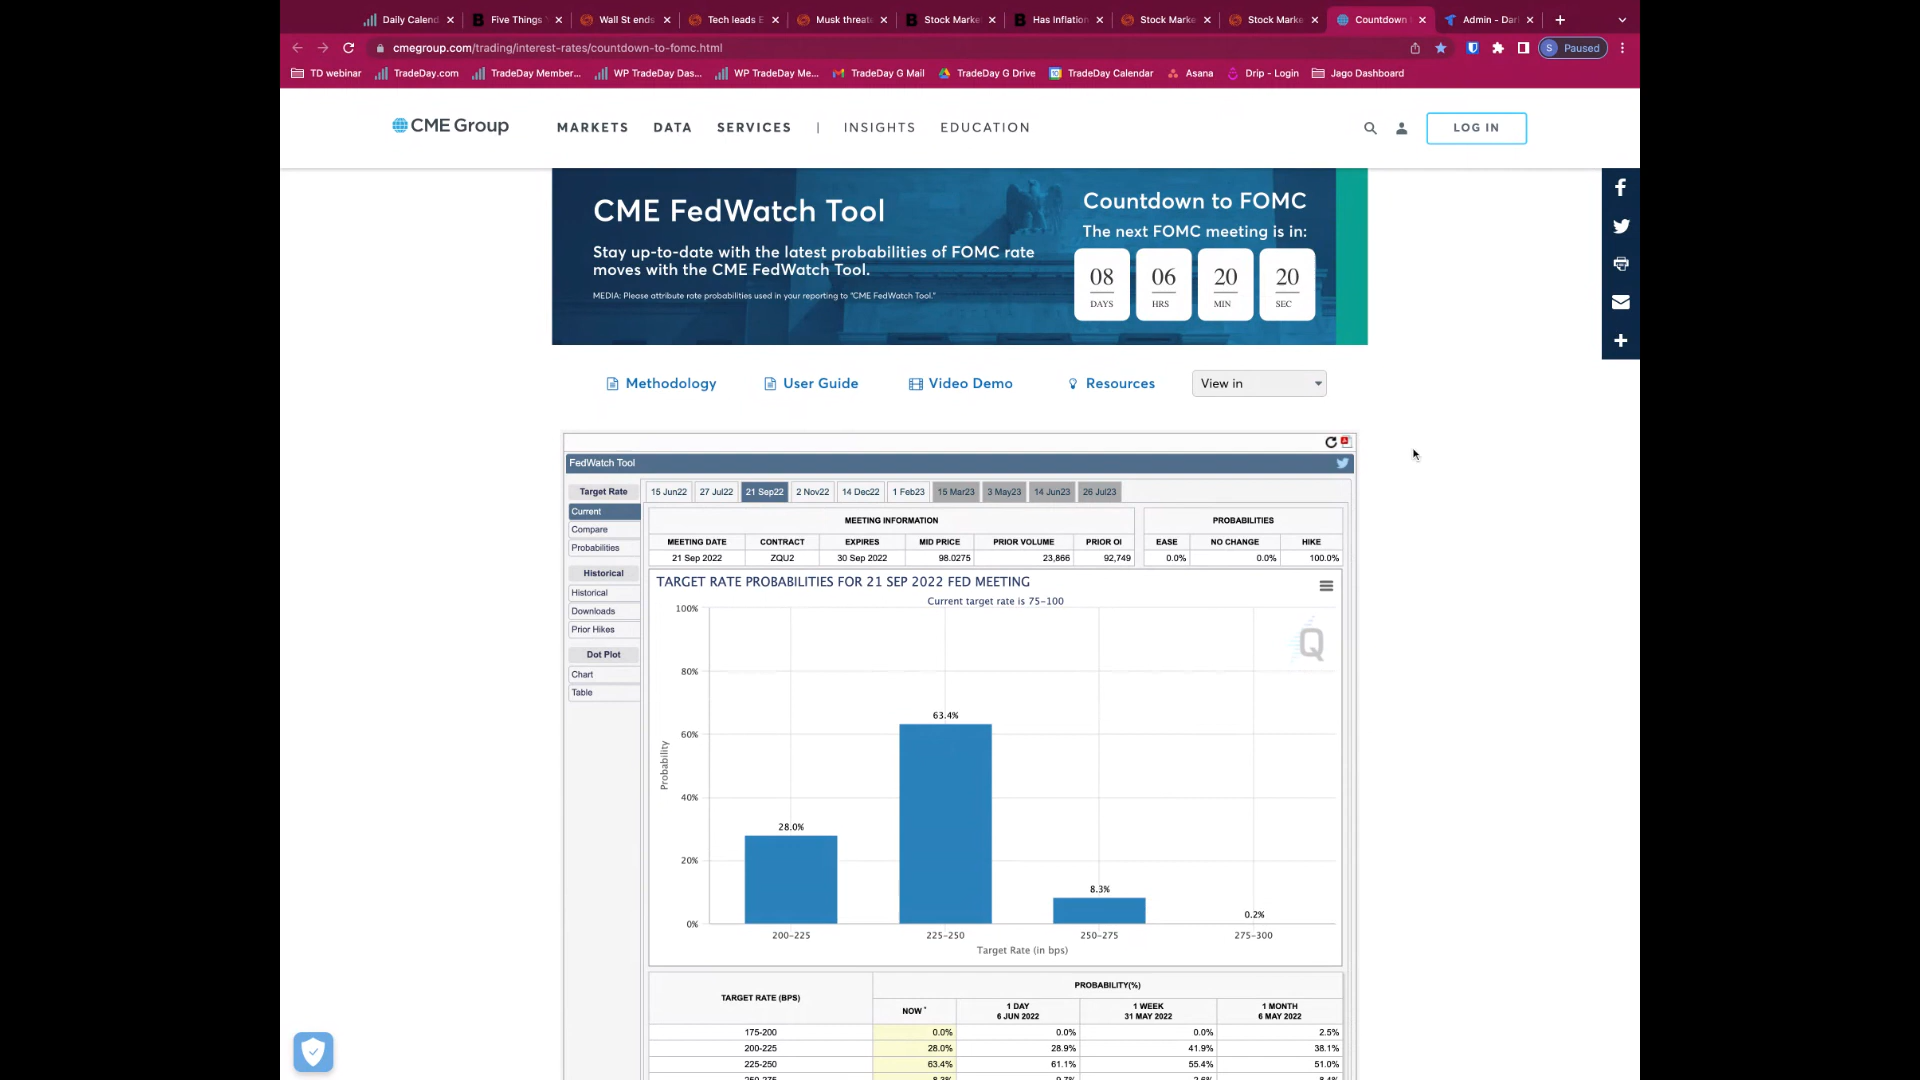 Daily Calend
Five Things
Wall St ends
Tech leads E
Musk threat
Stock Marke
Has Inflation
Stock Marke
Stock Marke
Countdown
Admin - Dar
cmegroup.com/trading/interest-rates/countdown-to-fomc.html
S Paused
TD webinar
TradeDay.com
TradeDay Member...
WP TradeDay Das...
WP TradeDay Me...
TradeDay G Mail
TradeDay G Drive
TradeDay Calendar
Asana
Drip - Login
Jago Dashboard
CME Group
MARKETS DATA SERVICES | INSIGHTS EDUCATION
LOG IN
CME FedWatch Tool
Stay up-to-date with the latest probabilities of FOMC rate
moves with the CME FedWatch Tool.
MEDIA: Please attribute rate probabilities used in your reporting to "CME FedWatch Tool."
Countdown to FOMC
The next FOMC meeting is in:
08 06 20 20
DAYS HRS MIN SEC
Methodology User Guide Video Demo Resources View in
FedWatch Tool
Target Rate
Current
Compare
Probabilities
Historical
Historical
Downloads
Prior Hikes
Dot Plot
Chart
Table
15 Jun22 27 Jul22 21 Sep22 2 Nov22 14 Dec22 1 Feb23 15 Mar23 3 May23 14 Jun23 26 Jul23
MEETING INFORMATION
MEETING DATE CONTRACT EXPIRES MID PRICE PRIOR VOLUME PRIOR OI
21 Sep 2022 ZQU2 30 Sep 2022 98.0275 23,866 92,749
PROBABILITIES
EASE NO CHANGE HIKE
0.0% 0.0% 100.0%
TARGET RATE PROBABILITIES FOR 21 SEP 2022 FED MEETING
Current target rate is 75-100
Q
100%
80%
60%
40%
20%
0%
Probability
28.0%
63.4%
8.3%
0.2%
200-225 225-250 250-275 275-300
Target Rate (in bps)
TARGET RATE (BPS) PROBABILITY(%)
NOW * 1 DAY 1 WEEK 1 MONTH
6 JUN 2022 31 MAY 2022 6 MAY 2022
175-200 0.0% 0.0% 0.0% 2.5%
200-225 28.0% 28.9% 41.9% 38.1%
225-250 63.4% 61.1% 55.4% 51.0%